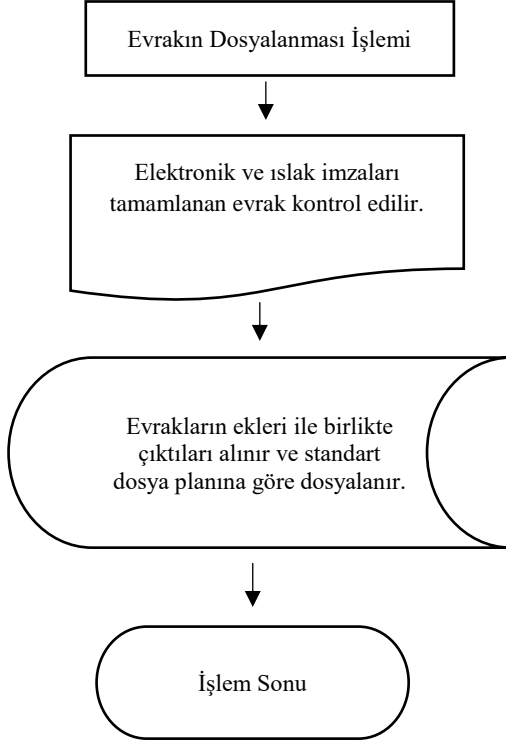 Evrakın Dosyalanması İşlemi
Elektronik ve ıslak imzaları
tamamlanan evrak kontrol edilir.
Evrakların ekleri ile birlikte
çıktıları alınır ve standart
dosya planına göre dosyalanır.
İşlem Sonu